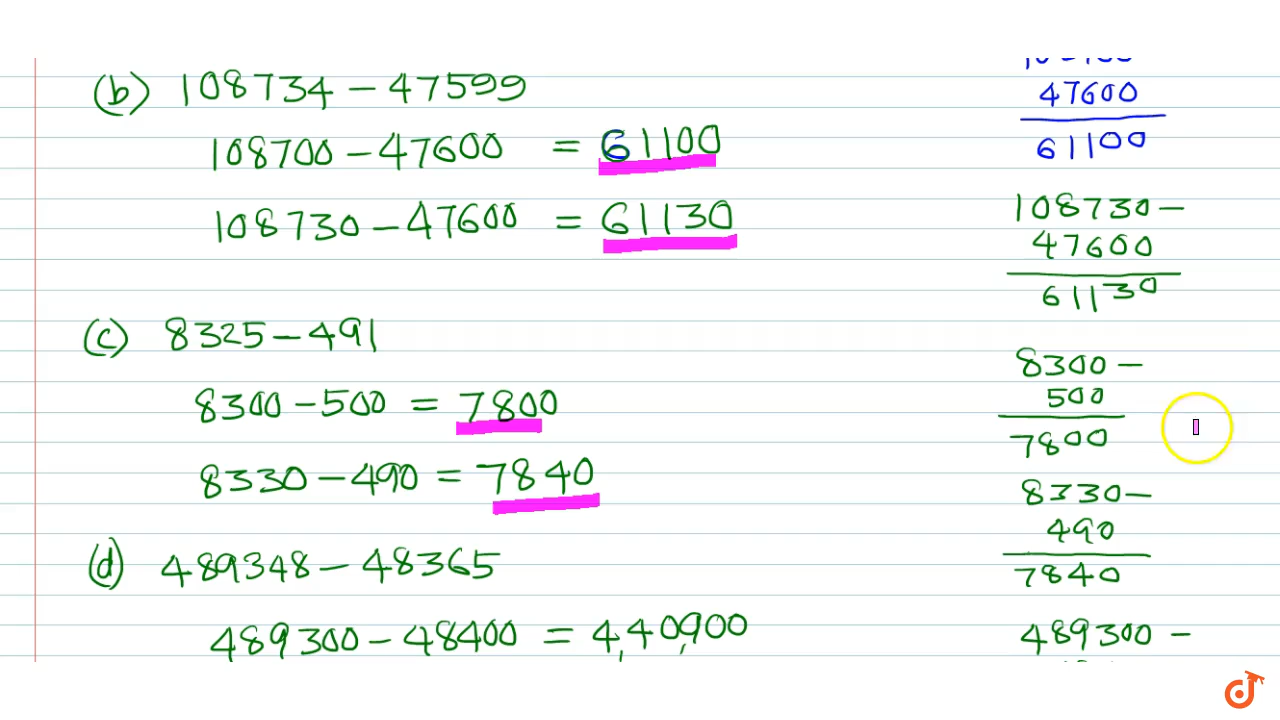 (b) 108734 - 47599
108700 - 47600 = 61100
108730 - 47600 = 61130
(c) 8325 - 491
8300 - 500 = 7800
8330 - 490 = 7840
(d) 489348 - 48365
489300 - 48400 = 4,40,900
47600
61100
108730 -
47600
61130
8300 -
500
7800
8330 -
490
7840
489300 -